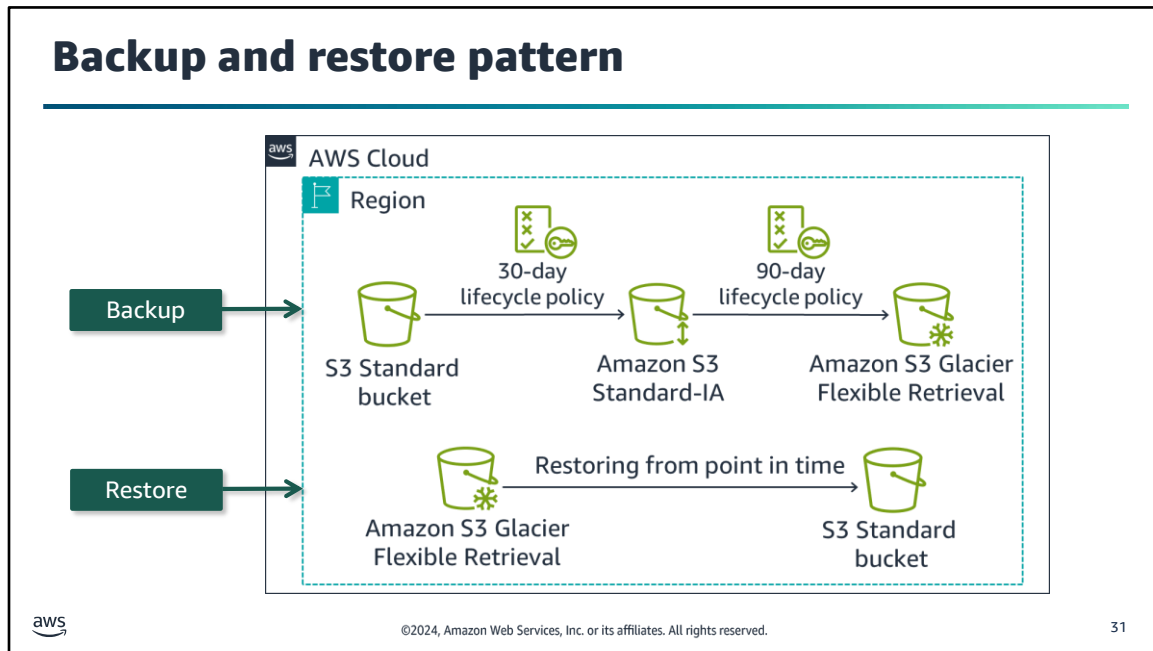 Backup and restore pattern
aws
AWS Cloud
Region
30-day
lifecycle policy
90-day
lifecycle policy
Backup
S3 Standard
bucket
Amazon S3
Standard-IA
Amazon S3 Glacier
Flexible Retrieval
Restore
Restoring from point in time
Amazon S3 Glacier
Flexible Retrieval
S3 Standard
bucket
aws
©2024, Amazon Web Services, Inc. or its affiliates. All rights reserved.
31